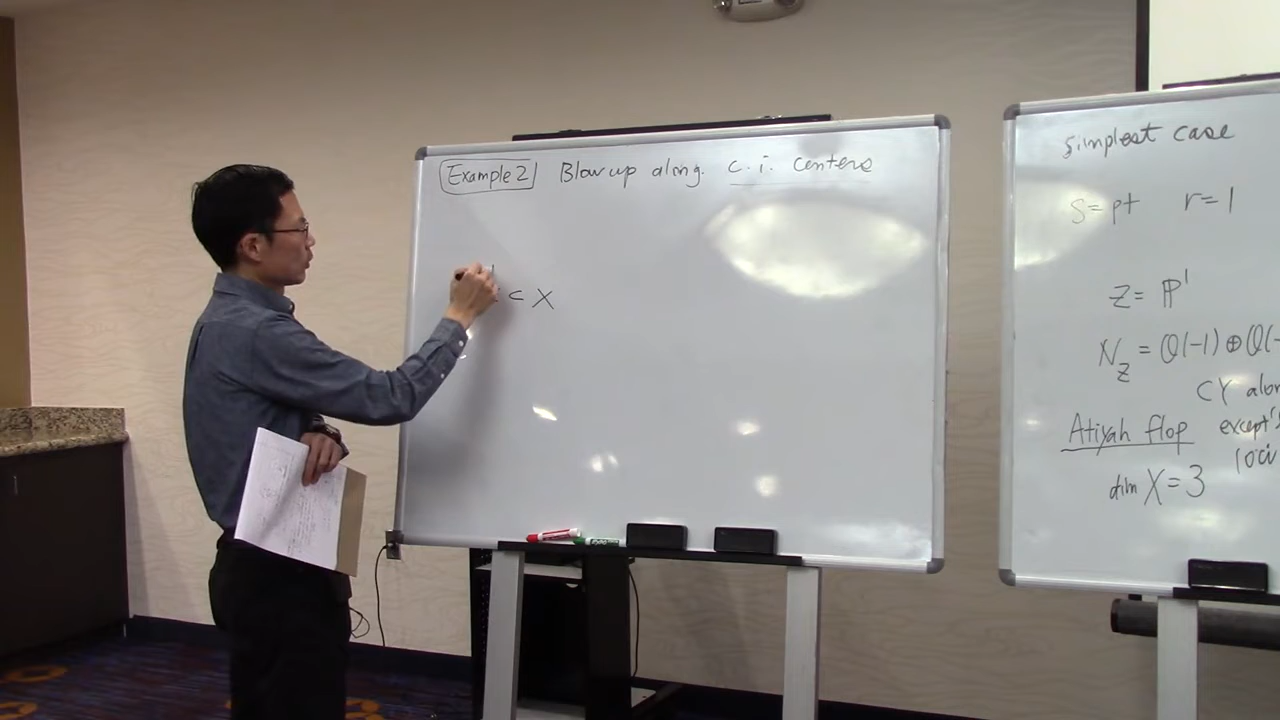 Example 2 Blowup along c.i. centers
⊂ X
Simplest case
S = pt r = 1
Z = ℙ¹
N_Z = O(-1) ⊕ O(-
CY alon
Atiyah flop except'l
loci
dim X = 3